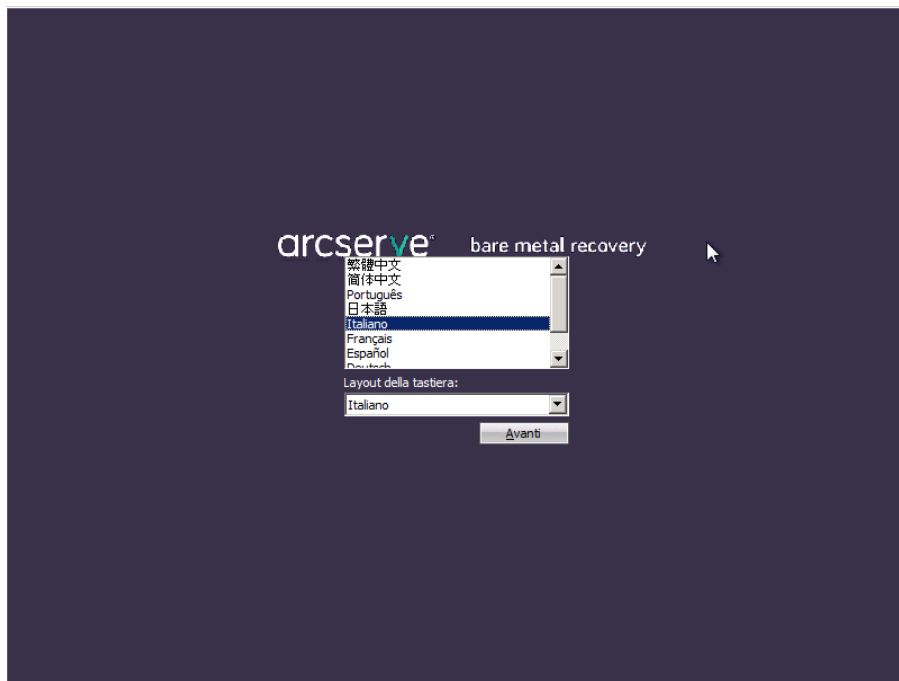 arcserve® bare metal recovery
繁體中文
简体中文
Português
日本語
Italiano
Français
Español
Deutsch
Layout della tastiera:
Italiano
Avanti